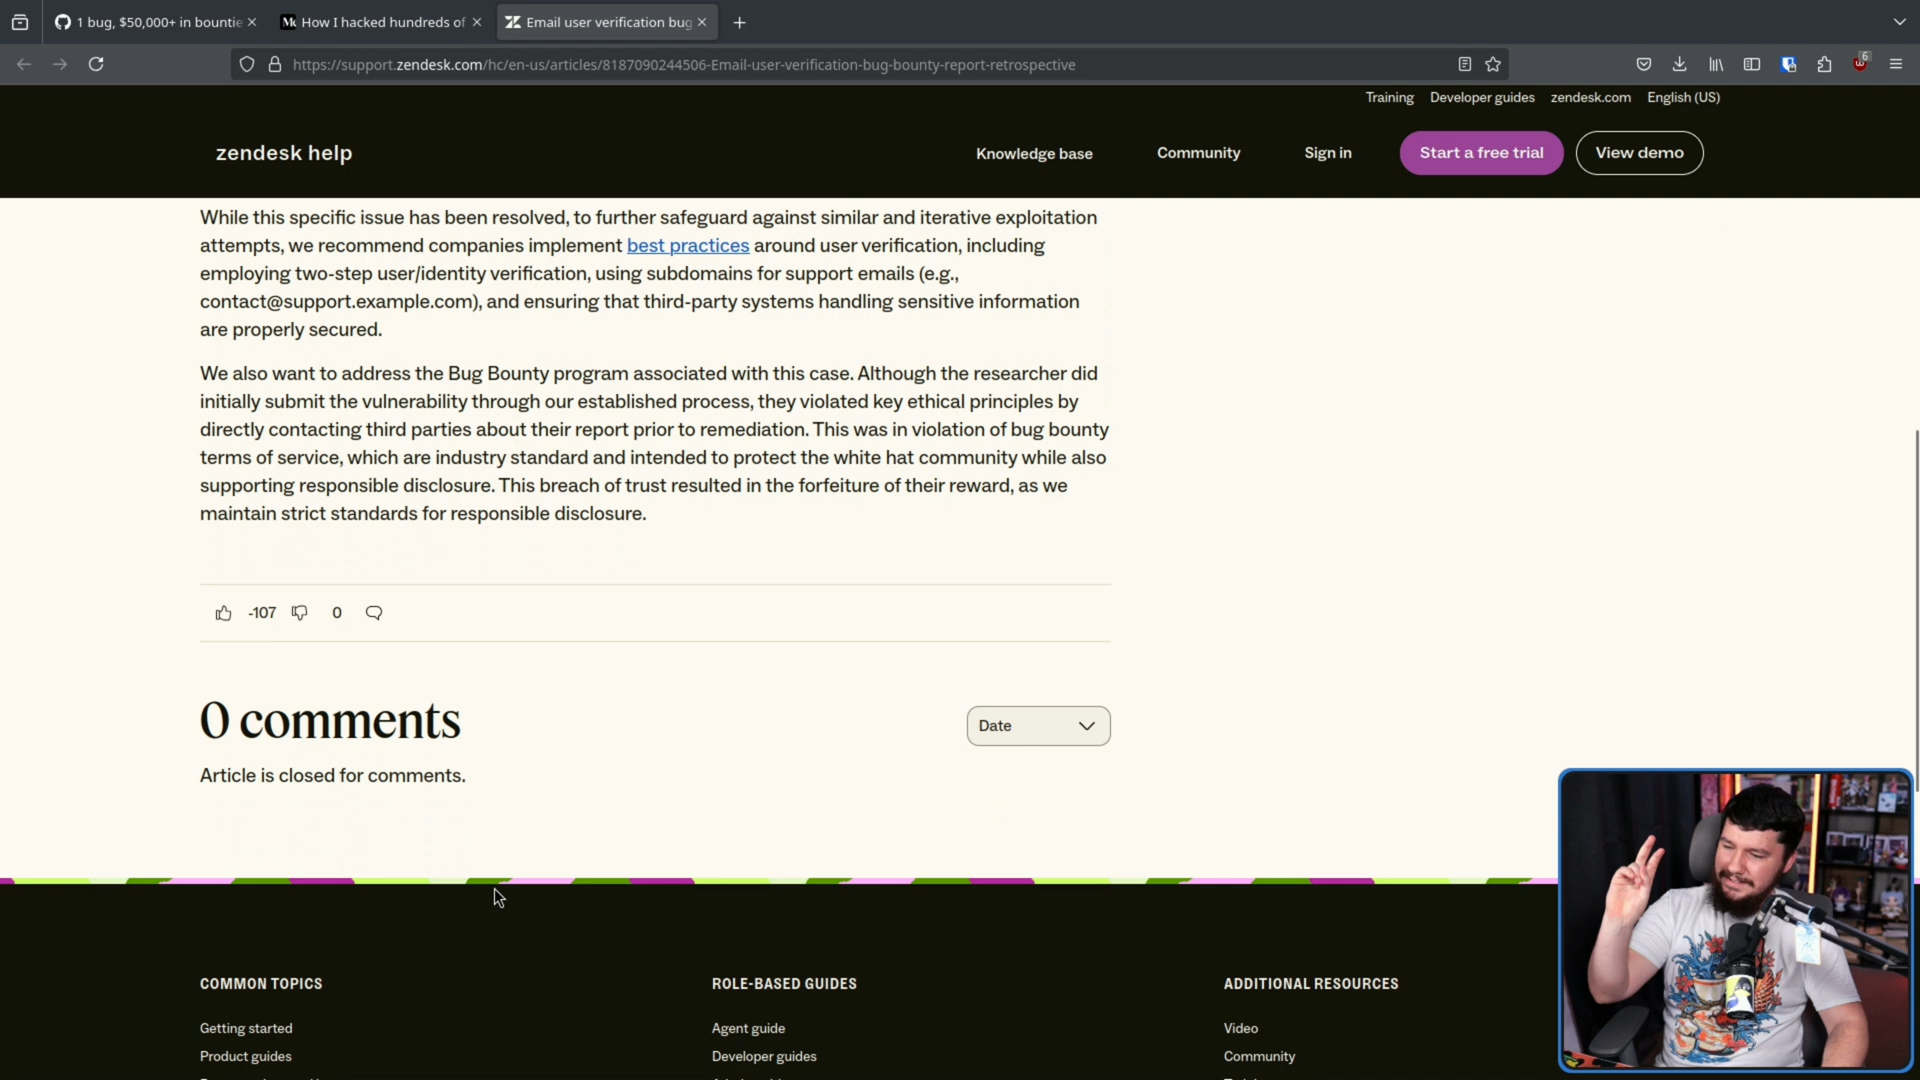 1 bug, $50,000+ in bountie
How I hacked hundreds of
Email user verification bug
https://support.zendesk.com/hc/en-us/articles/8187090244506-Email-user-verification-bug-bounty-report-retrospective
6
Training Developer guides zendesk.com English (US)
zendesk help
Knowledge base Community Sign in Start a free trial View demo
While this specific issue has been resolved, to further safeguard against similar and iterative exploitation
attempts, we recommend companies implement best practices around user verification, including
employing two-step user/identity verification, using subdomains for support emails (e.g.,
contact@support.example.com), and ensuring that third-party systems handling sensitive information
are properly secured.
We also want to address the Bug Bounty program associated with this case. Although the researcher did
initially submit the vulnerability through our established process, they violated key ethical principles by
directly contacting third parties about their report prior to remediation. This was in violation of bug bounty
terms of service, which are industry standard and intended to protect the white hat community while also
supporting responsible disclosure. This breach of trust resulted in the forfeiture of their reward, as we
maintain strict standards for responsible disclosure.
-107 0
0 comments
Date
Article is closed for comments.
COMMON TOPICS
Getting started
Product guides
ROLE-BASED GUIDES
Agent guide
Developer guides
ADDITIONAL RESOURCES
Video
Community